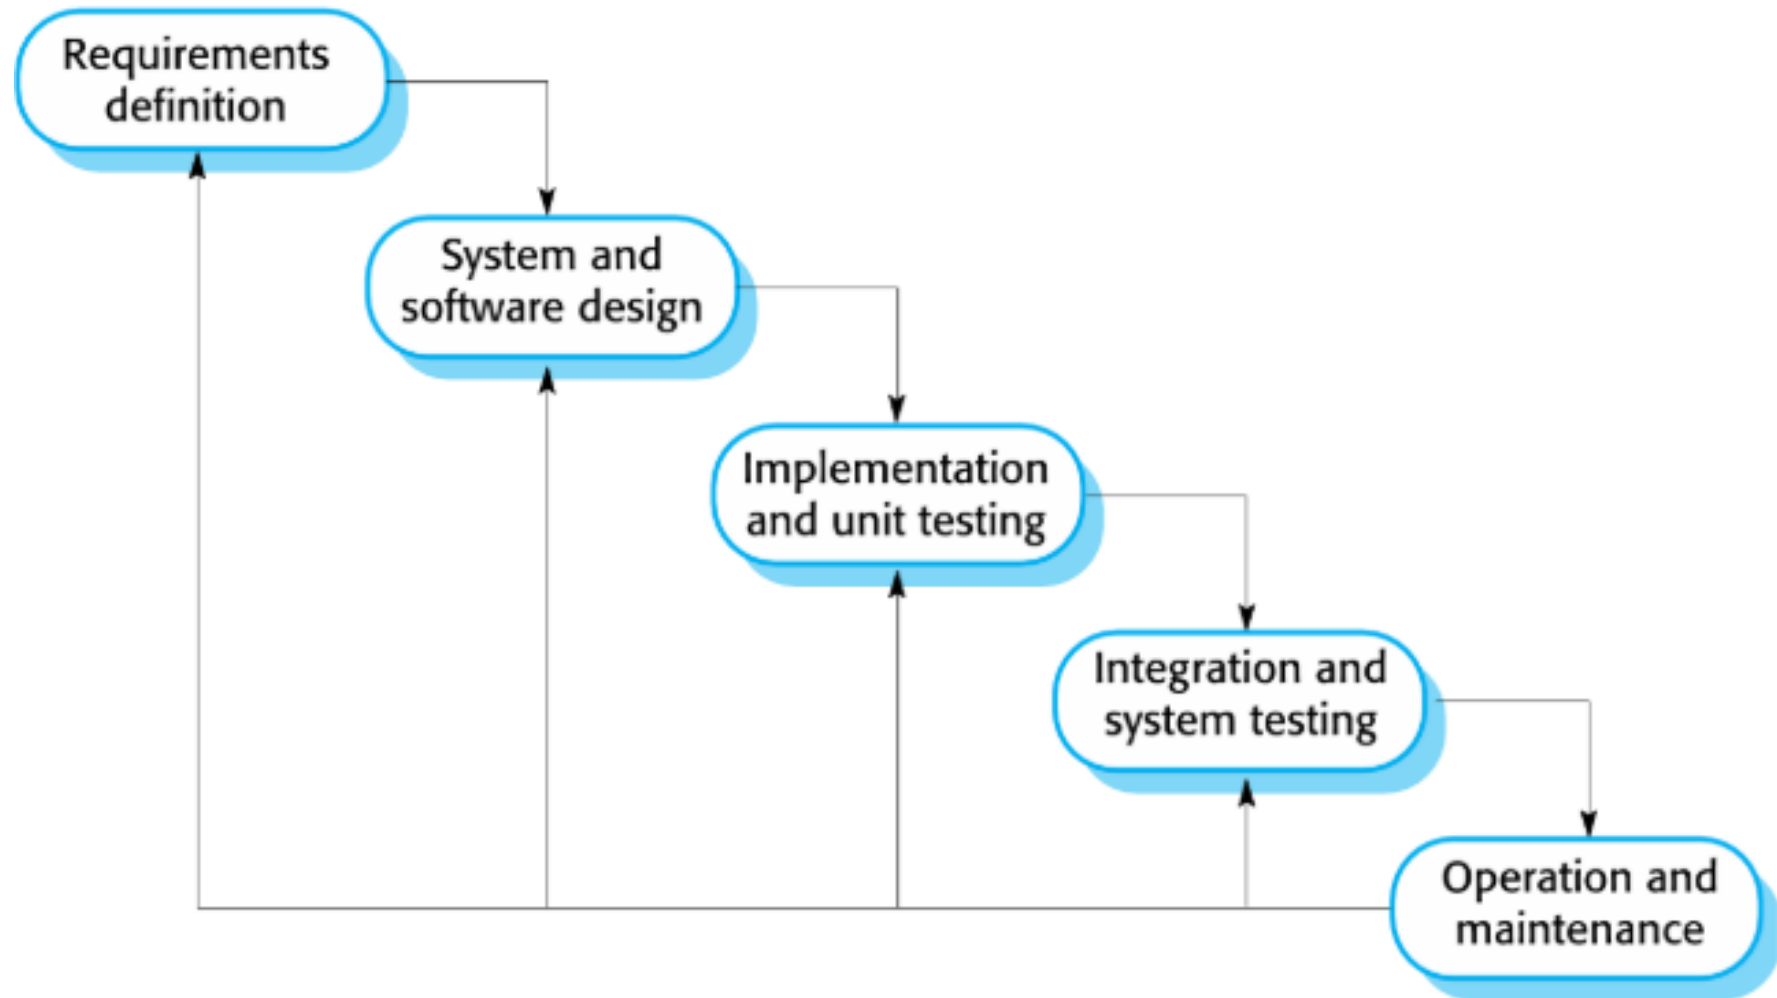 Requirements
definition
System and
software design
Implementation
and unit testing
Integration and
system testing
Operation and
maintenance